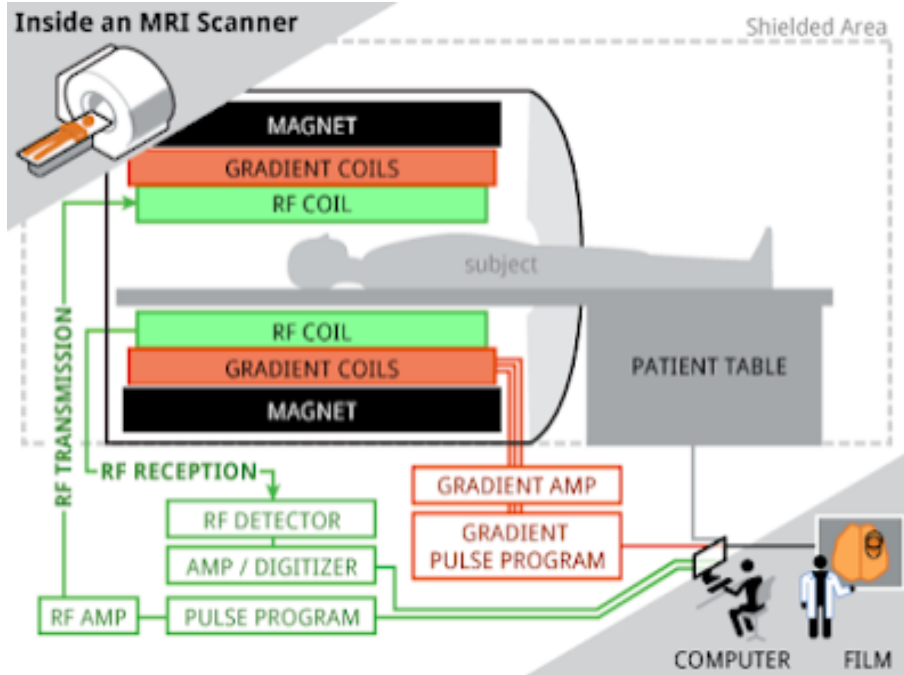 Inside an MRI Scanner
Shielded Area
MAGNET
GRADIENT COILS
RF COIL
subject
RF COIL
GRADIENT COILS
MAGNET
PATIENT TABLE
RF TRANSMISSION
RF RECEPTION
GRADIENT AMP
RF DETECTOR
GRADIENT
PULSE PROGRAM
AMP / DIGITIZER
RF AMP
PULSE PROGRAM
COMPUTER
FILM